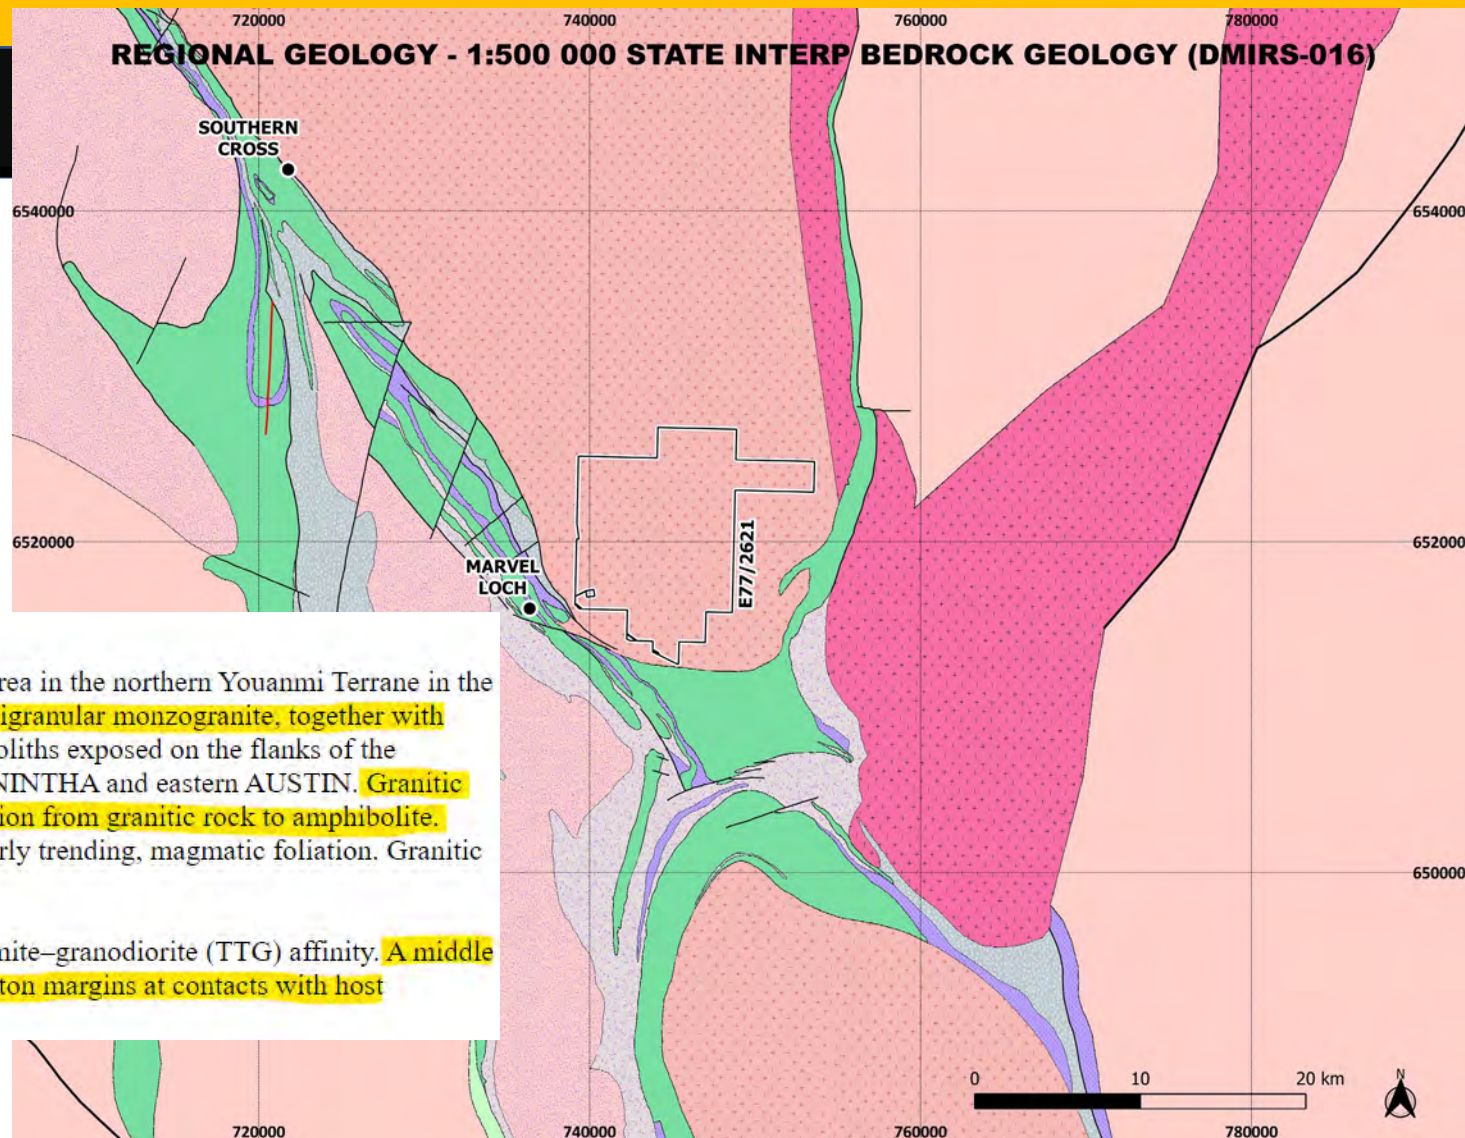 720000 740000 760000 780000
REGIONAL GEOLOGY - 1:500 000 STATE INTERP BEDROCK GEOLOGY (DMIRS-016)
SOUTHERN
CROSS
6540000 654000
6520000 652000
E77/2621
MARVEL
LOCH
rea in the northern Youanmi Terrane in the
igranular monzogranite, together with
oliths exposed on the flanks of the
NINTHA and eastern AUSTIN. Granitic
ion from granitic rock to amphibolite.
rly trending, magmatic foliation. Granitic
650000
mite–granodiorite (TTG) affinity. A middle
ton margins at contacts with host
0 10 20 km
N
720000 740000 760000 780000